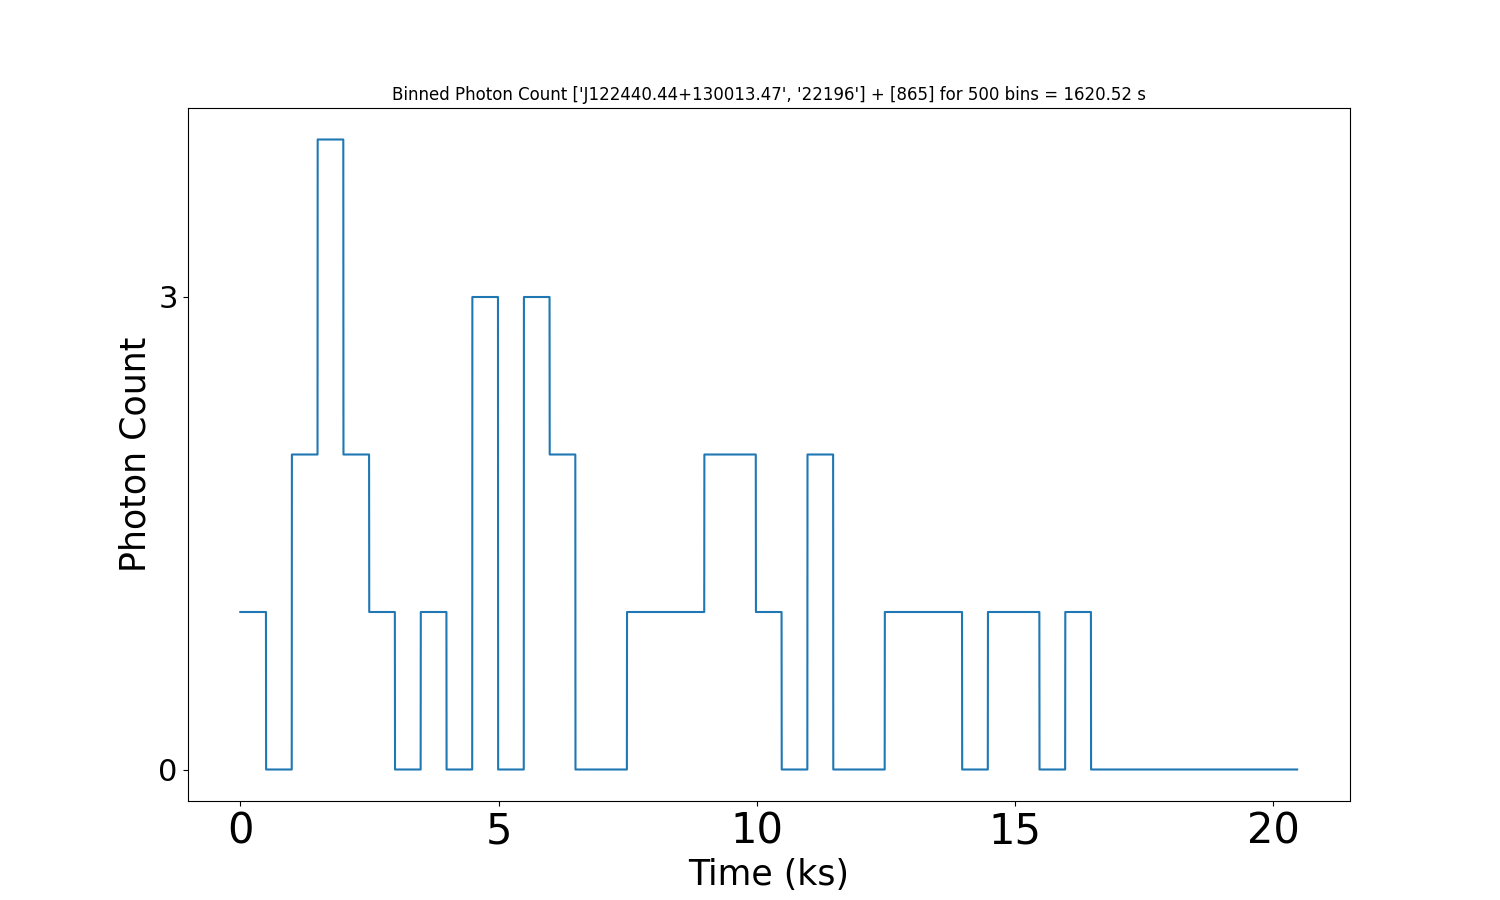 Binned Photon Count ['J122440.44+130013.47', '22196'] + [865] for 500 bins = 1620.52 s
3
0
Photon Count
0 5 10 15 20
Time (ks)